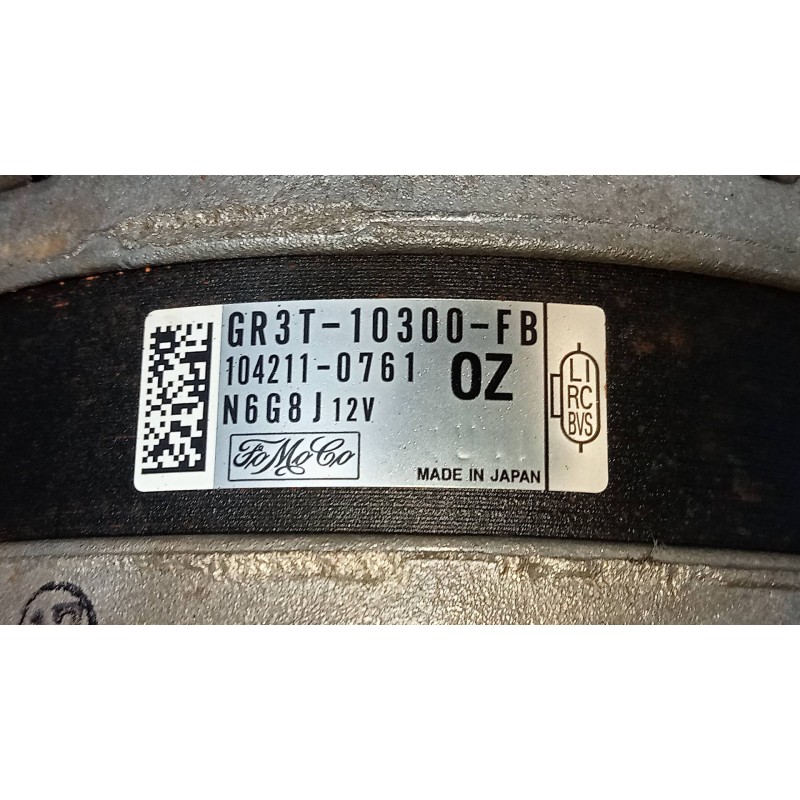 GR3T-10300-FB
104211-0761 OZ
N6G8J 12V
FoMoCo
MADE IN JAPAN
LI
RC
BVS